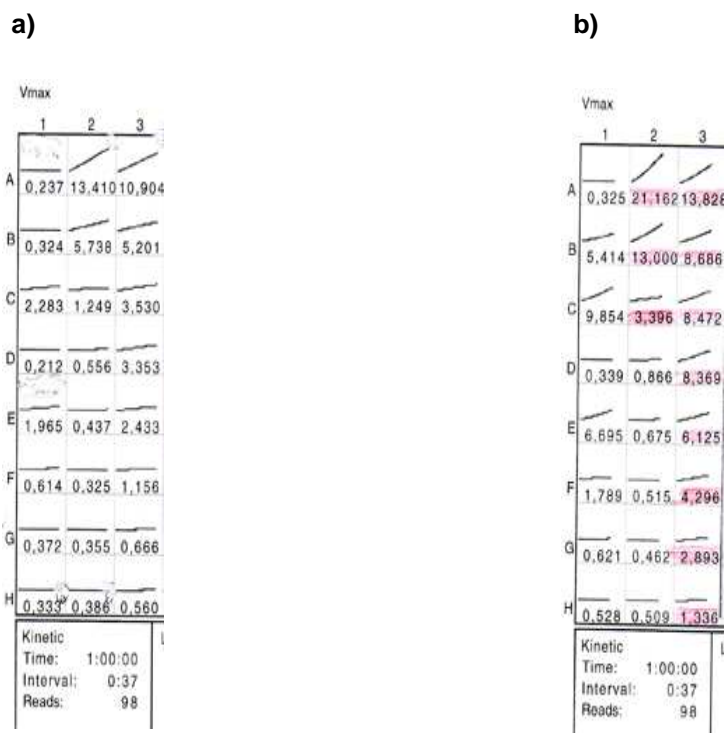 a)
Vmax
1 2 3
A 0,237 13,410 10,904
B 0,324 5,738 5,201
C 2,283 1,249 3,530
D 0,212 0,556 3,353
E 1,965 0,437 2,433
F 0,614 0,325 1,156
G 0,372 0,355 0,666
H 0,333 0,386 0,560
Kinetic
Time: 1:00:00
Interval: 0:37
Reads: 98
L
b)
Vmax
1 2 3
A 0,325 21,162 13,828
B 5,414 13,000 8,686
C 9,854 3,396 8,472
D 0,339 0,866 8,369
E 6,695 0,675 6,125
F 1,789 0,515 4,296
G 0,621 0,462 2,893
H 0,528 0,509 1,336
Kinetic
Time: 1:00:00
Interval: 0:37
Reads: 98
L